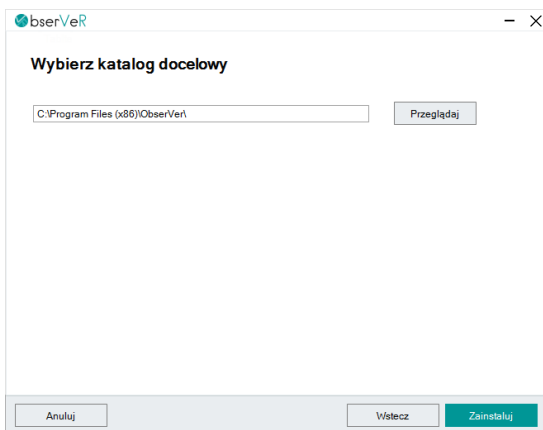 ObserVeR
Wybierz katalog docelowy
C:\Program Files (x86)\ObserVer\
Przeglądaj
Anuluj
Wstecz
Zainstaluj